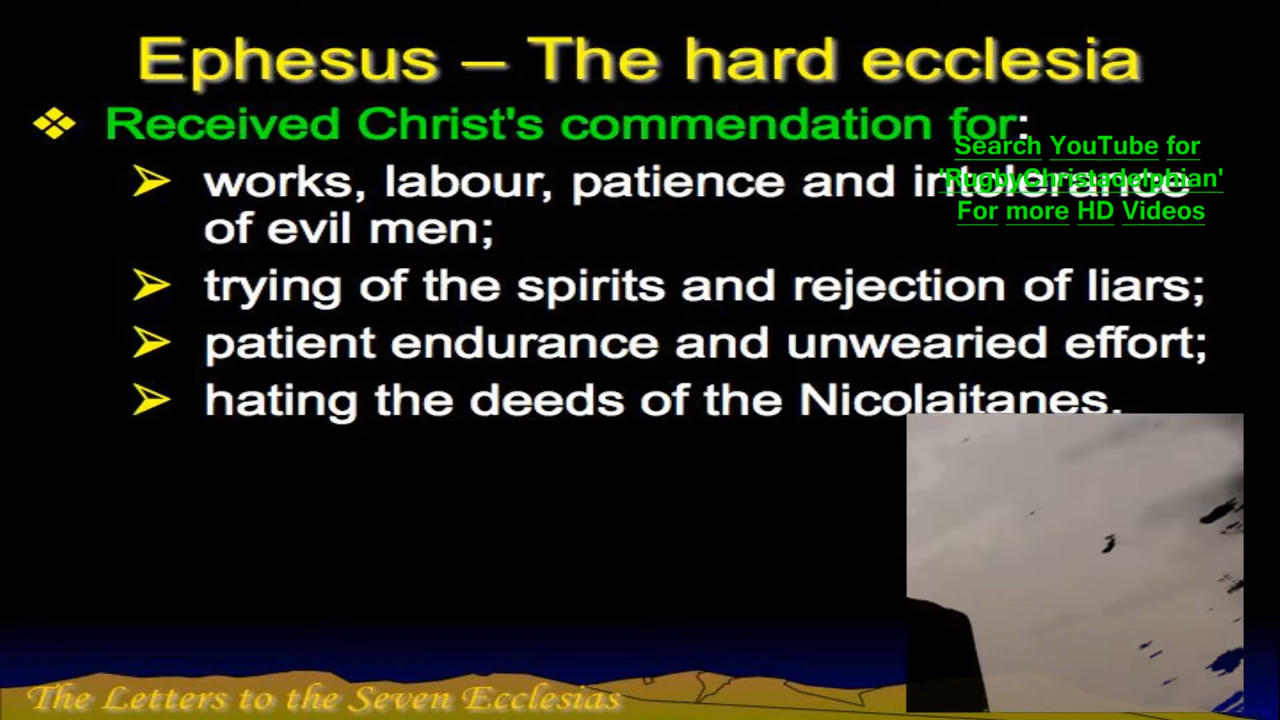 Ephesus – The hard ecclesia
Received Christ's commendation for:
Search YouTube for
works, labour, patience and intolerance
'RugbyChristadelphian'
For more HD Videos
of evil men;
trying of the spirits and rejection of liars;
patient endurance and unwearied effort;
hating the deeds of the Nicolaitanes.
The Letters to the Seven Ecclesias